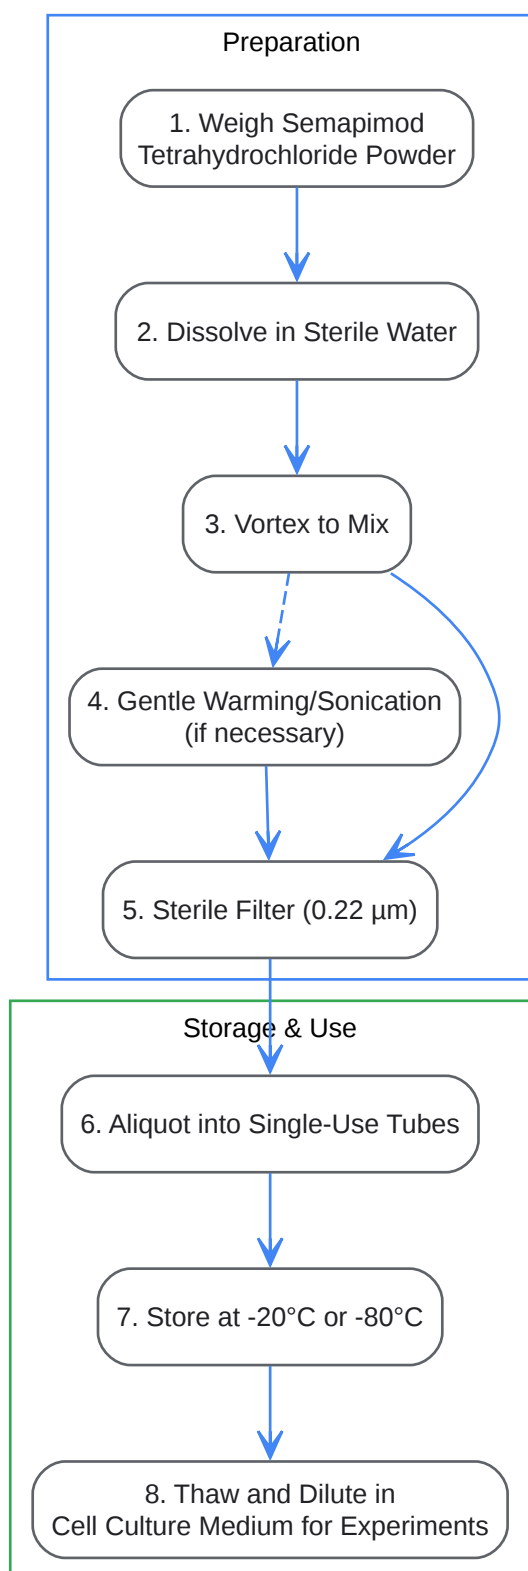 Preparation
1. Weigh Semapimod
Tetrahydrochloride Powder
2. Dissolve in Sterile Water
3. Vortex to Mix
4. Gentle Warming/Sonication
(if necessary)
5. Sterile Filter (0.22 µm)
Storage & Use
6. Aliquot into Single-Use Tubes
7. Store at -20°C or -80°C
8. Thaw and Dilute in
Cell Culture Medium for Experiments